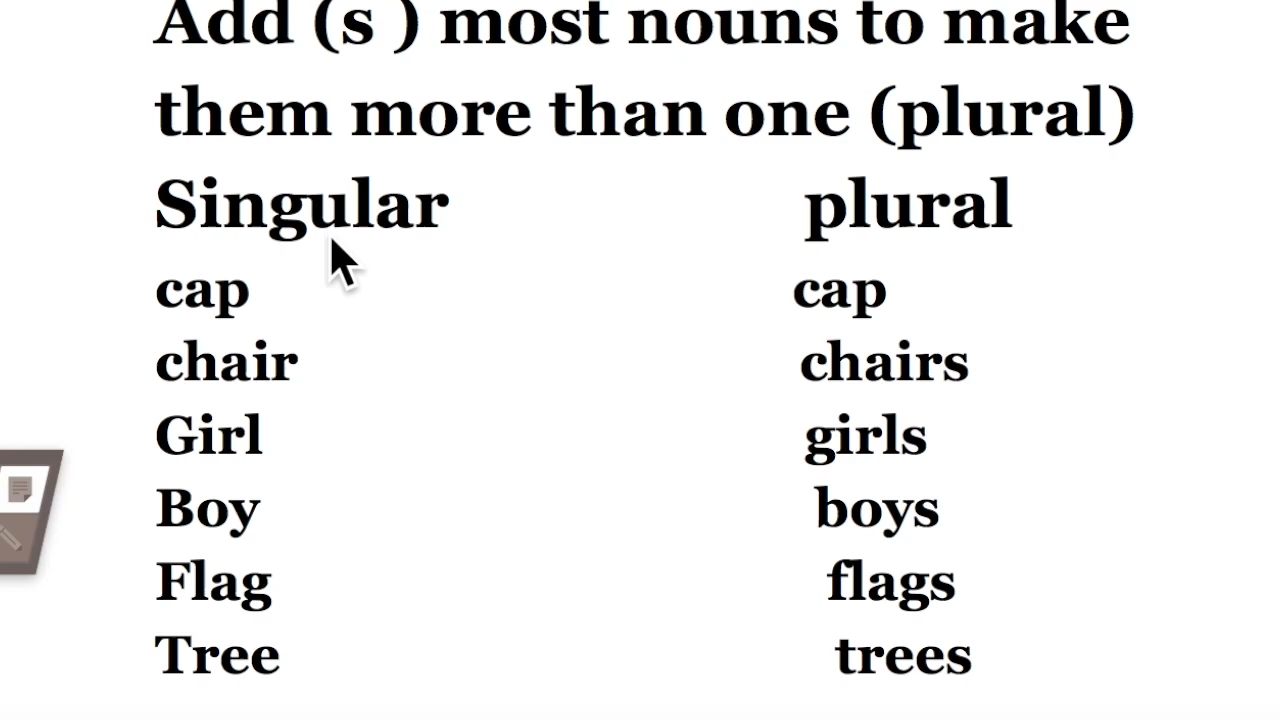 Add (s ) most nouns to make
them more than one (plural)
Singular plural
cap cap
chair chairs
Girl girls
Boy boys
Flag flags
Tree trees